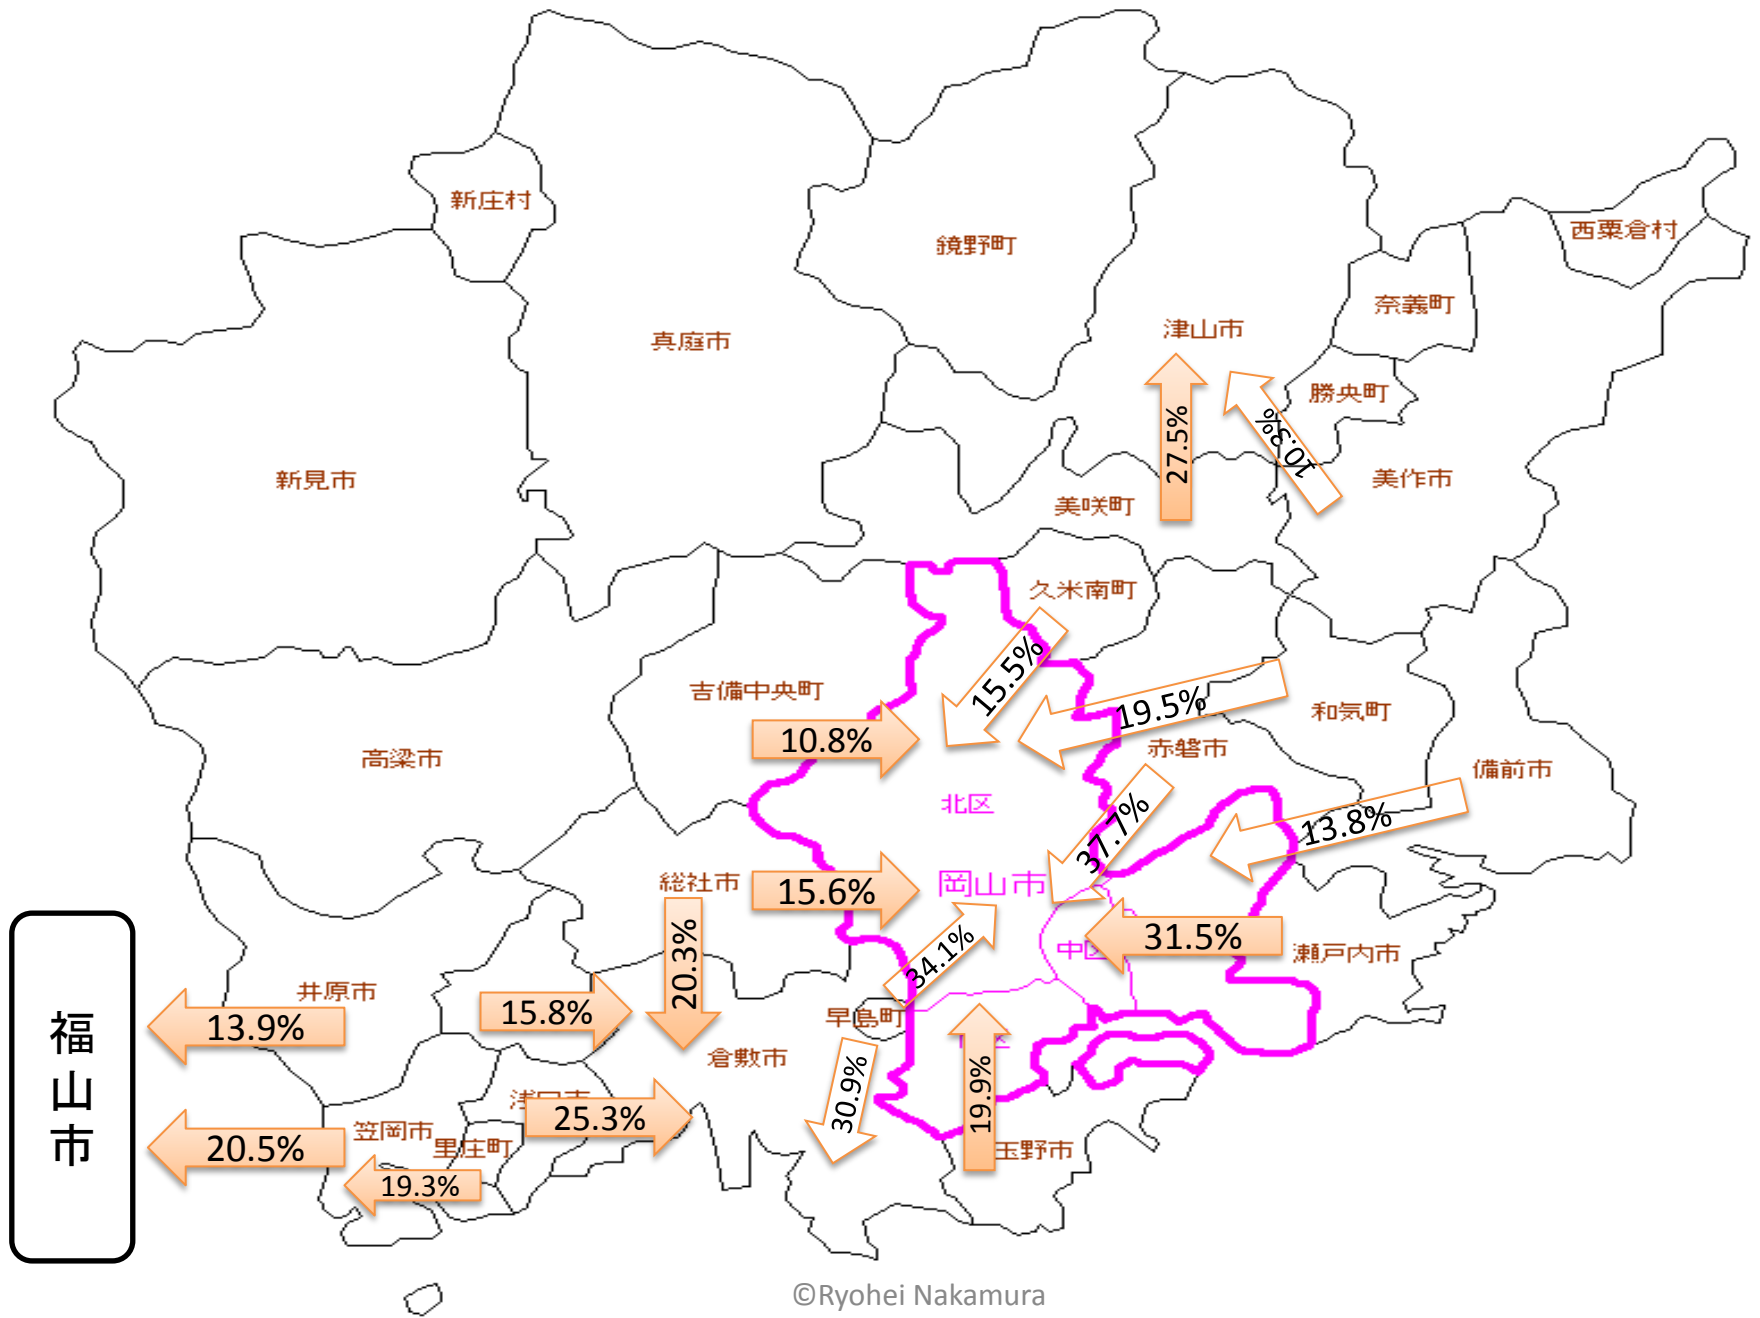 新庄村
西粟倉村
鏡野町
奈義町
真庭市
津山市
勝央町
27.5%
10.3%
新見市
美作市
美咲町
久米南町
15.5%
吉備中央町
19.5%
和気町
10.8%
赤磐市
高梁市
備前市
北区
37.7%
13.8%
総社市
15.6%
岡山市
20.3%
34.1%
中区
31.5%
瀬戸内市
井原市
15.8%
早島町
13.9%
福山市
倉敷市
30.9%
19.9%
25.3%
笠岡市
里庄町
20.5%
玉野市
19.3%
©Ryohei Nakamura